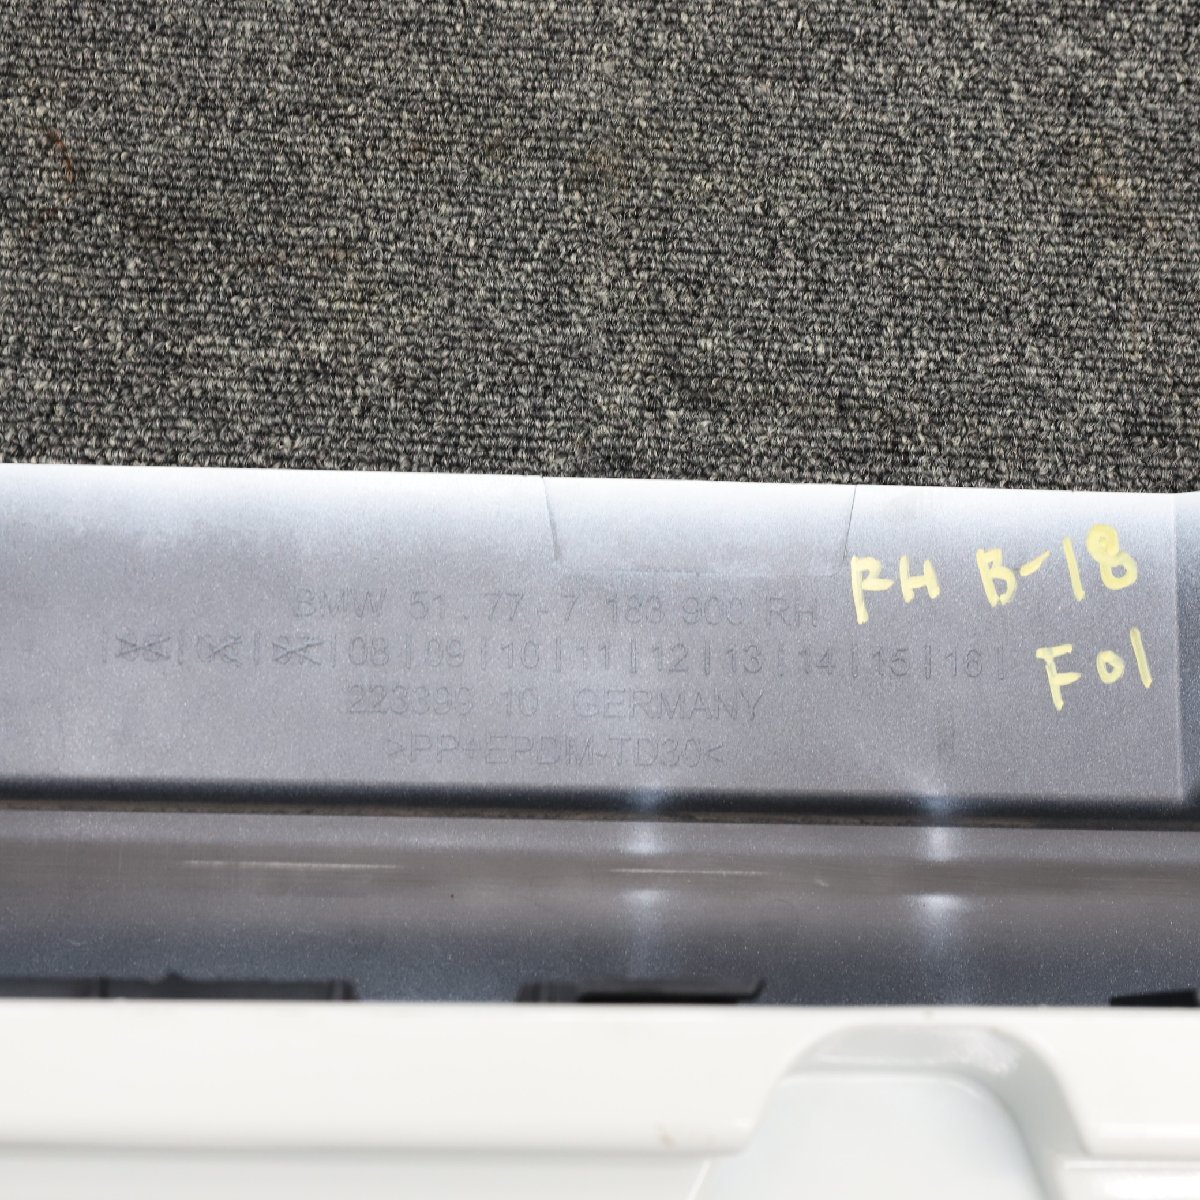 BMW 51.77-7 183 900 RH
RH B-18
F01
|08|09|10|11|12|13|14|15|16|
223399 10 GERMANY
>PP+EPDM-TD30<